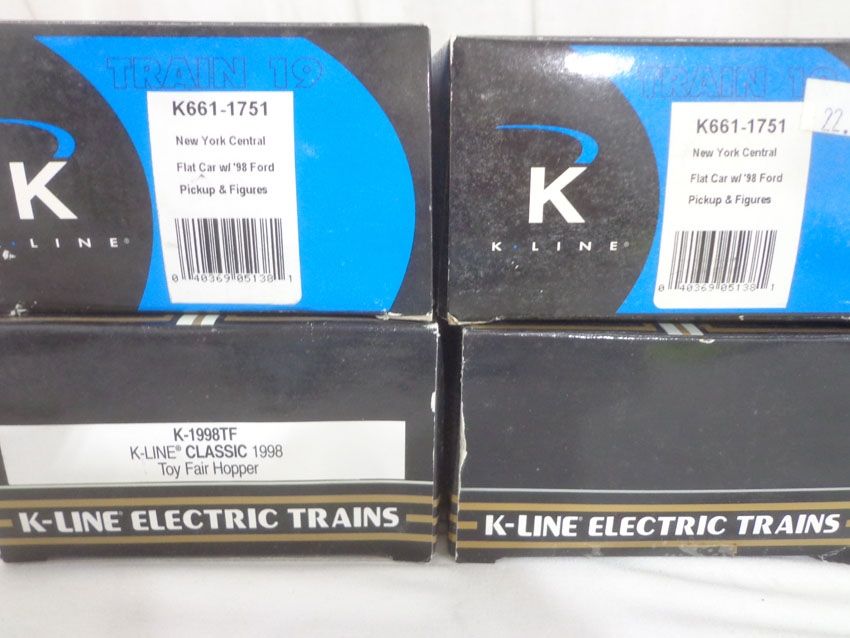 TRAIN 19
K661-1751
New York Central
Flat Car w/ '98 Ford
Pickup & Figures
0 40369 05138 1
K
K·LINE®
TRAIN 19
K661-1751
22.
New York Central
Flat Car w/ '98 Ford
Pickup & Figures
0 40369 05138 1
K
K·LINE®
K-1998TF
K-LINE® CLASSIC 1998
Toy Fair Hopper
K-LINE® ELECTRIC TRAINS
K-LINE® ELECTRIC TRAINS